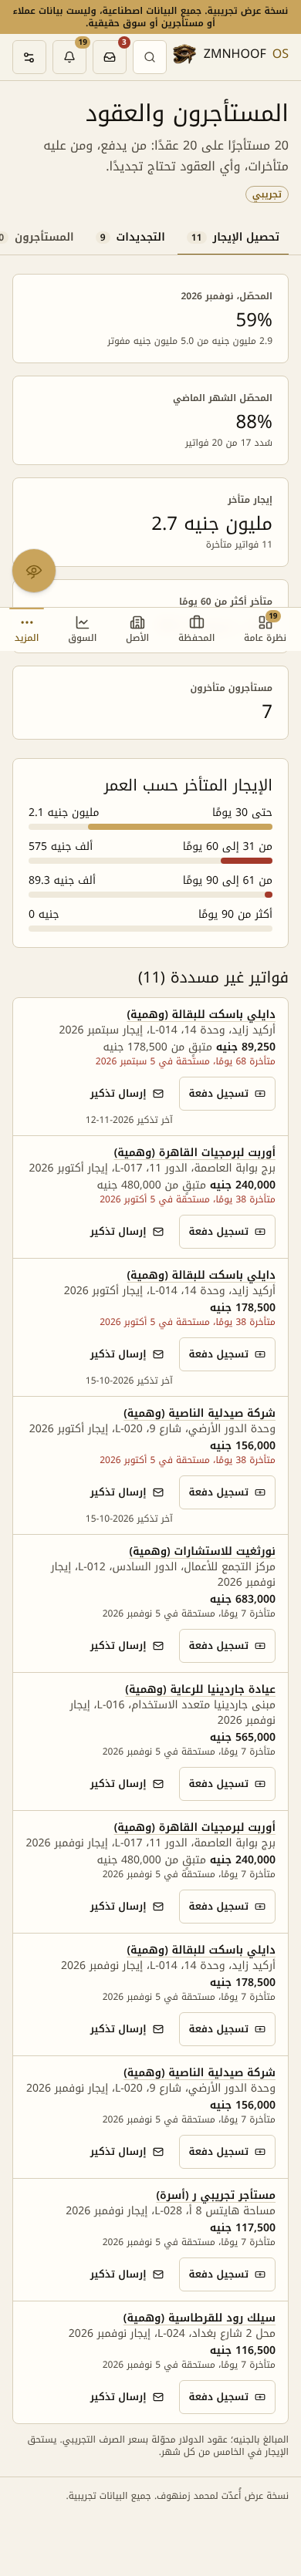 نسخة عرض تجريبية. جميع البيانات اصطناعية، وليست بيانات عملاء
أو مستأجرين أو سوق حقيقية.
ZMNHOOF OS
3
19
المستأجرون والعقود
20 مستأجرًا على 20 عقدًا: من يدفع، ومن عليه
متأخرات، وأي العقود تحتاج تجديدًا.
تجريبي
تحصيل الإيجار 11
التجديدات 9
المستأجرون
المحصّل، نوفمبر 2026
59%
2.9 مليون جنيه من 5.0 مليون جنيه مفوتر
المحصّل الشهر الماضي
88%
سُدد 17 من 20 فواتير
إيجار متأخر
2.7 مليون جنيه
11 فواتير متأخرة
متأخر أكثر من 60 يومًا
نظرة عامة
19
المحفظة
الأصل
السوق
المزيد
مستأجرون متأخرون
7
الإيجار المتأخر حسب العمر
حتى 30 يومًا
2.1 مليون جنيه
من 31 إلى 60 يومًا
575 ألف جنيه
من 61 إلى 90 يومًا
89.3 ألف جنيه
أكثر من 90 يومًا
0 جنيه
فواتير غير مسددة (11)
دايلي باسكت للبقالة (وهمية)
أركيد زايد، وحدة 14، L-014، إيجار سبتمبر 2026
89,250 جنيه متبقٍ من 178,500 جنيه
متأخرة 68 يومًا، مستحقة في 5 سبتمبر 2026
تسجيل دفعة
إرسال تذكير
آخر تذكير 2026-11-12
أوربت لبرمجيات القاهرة (وهمية)
برج بوابة العاصمة، الدور 11، L-017، إيجار أكتوبر 2026
240,000 جنيه متبقٍ من 480,000 جنيه
متأخرة 38 يومًا، مستحقة في 5 أكتوبر 2026
تسجيل دفعة
إرسال تذكير
دايلي باسكت للبقالة (وهمية)
أركيد زايد، وحدة 14، L-014، إيجار أكتوبر 2026
178,500 جنيه
متأخرة 38 يومًا، مستحقة في 5 أكتوبر 2026
تسجيل دفعة
إرسال تذكير
آخر تذكير 2026-10-15
شركة صيدلية الناصية (وهمية)
وحدة الدور الأرضي، شارع 9، L-020، إيجار أكتوبر 2026
156,000 جنيه
متأخرة 38 يومًا، مستحقة في 5 أكتوبر 2026
تسجيل دفعة
إرسال تذكير
آخر تذكير 2026-10-15
نورثغيت للاستشارات (وهمية)
مركز التجمع للأعمال، الدور السادس، L-012، إيجار
نوفمبر 2026
683,000 جنيه
متأخرة 7 يومًا، مستحقة في 5 نوفمبر 2026
تسجيل دفعة
إرسال تذكير
عيادة جاردينيا للرعاية (وهمية)
مبنى جاردينيا متعدد الاستخدام، L-016، إيجار
نوفمبر 2026
565,000 جنيه
متأخرة 7 يومًا، مستحقة في 5 نوفمبر 2026
تسجيل دفعة
إرسال تذكير
أوربت لبرمجيات القاهرة (وهمية)
برج بوابة العاصمة، الدور 11، L-017، إيجار نوفمبر 2026
240,000 جنيه متبقٍ من 480,000 جنيه
متأخرة 7 يومًا، مستحقة في 5 نوفمبر 2026
تسجيل دفعة
إرسال تذكير
دايلي باسكت للبقالة (وهمية)
أركيد زايد، وحدة 14، L-014، إيجار نوفمبر 2026
178,500 جنيه
متأخرة 7 يومًا، مستحقة في 5 نوفمبر 2026
تسجيل دفعة
إرسال تذكير
شركة صيدلية الناصية (وهمية)
وحدة الدور الأرضي، شارع 9، L-020، إيجار نوفمبر 2026
156,000 جنيه
متأخرة 7 يومًا، مستحقة في 5 نوفمبر 2026
تسجيل دفعة
إرسال تذكير
مستأجر تجريبي ر (أسرة)
مساحة هايتس 8 أ، L-028، إيجار نوفمبر 2026
117,500 جنيه
متأخرة 7 يومًا، مستحقة في 5 نوفمبر 2026
تسجيل دفعة
إرسال تذكير
سيلك رود للقرطاسية (وهمية)
محل 2 شارع بغداد، L-024، إيجار نوفمبر 2026
116,500 جنيه
متأخرة 7 يومًا، مستحقة في 5 نوفمبر 2026
تسجيل دفعة
إرسال تذكير
المبالغ بالجنيه؛ عقود الدولار محوّلة بسعر الصرف التجريبي. يستحق
الإيجار في الخامس من كل شهر.
نسخة عرض أُعدّت لمحمد زمنهوف. جميع البيانات تجريبية.